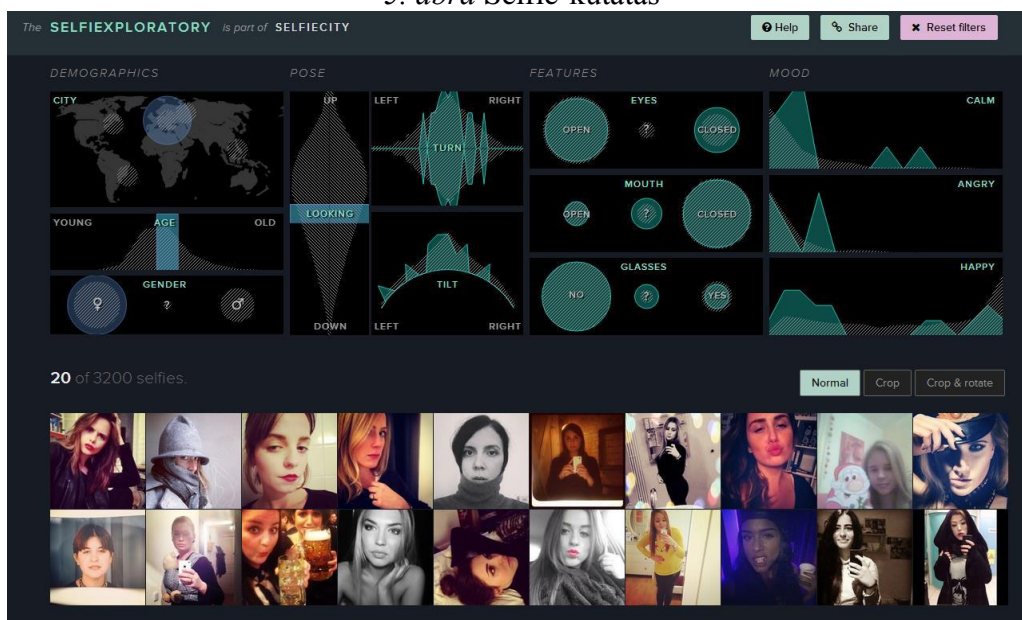 5. ábra Szelfie-kutatás
The SELFIEXPLORATORY is part of SELFIECITY
Help
Share
Reset filters
DEMOGRAPHICS
POSE
FEATURES
MOOD
CITY
YOUNG
AGE
OLD
GENDER
?
UP
LOOKING
DOWN
LEFT
RIGHT
TURN
TILT
LEFT
RIGHT
EYES
OPEN
?
CLOSED
MOUTH
OPEN
?
CLOSED
GLASSES
NO
?
YES
CALM
ANGRY
HAPPY
20 of 3200 selfies.
Normal
Crop
Crop & rotate